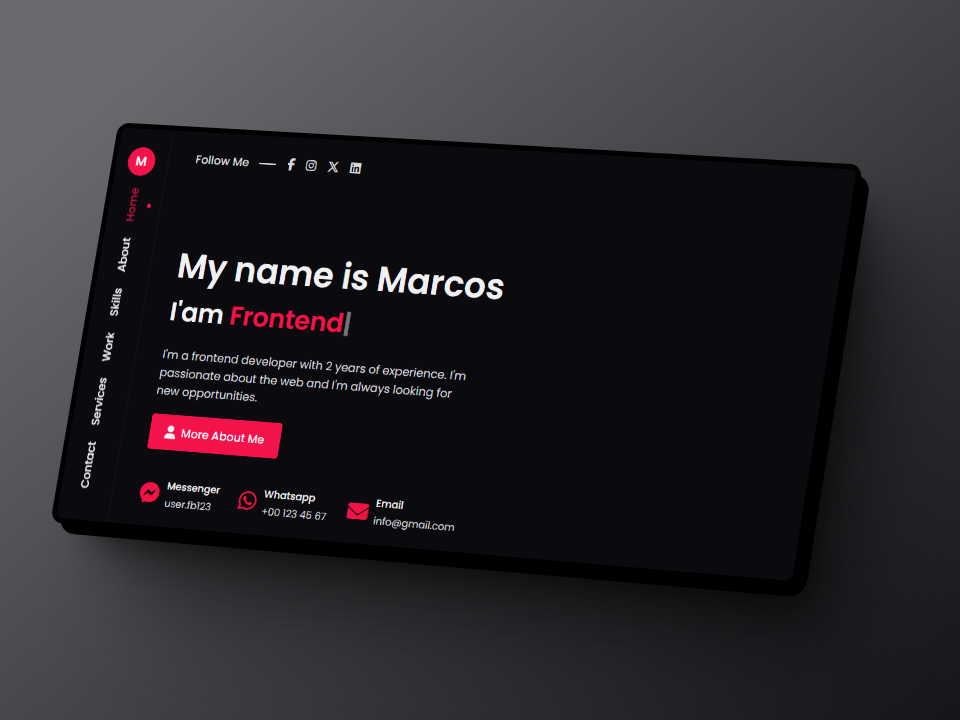 M
Home
About
Skills
Work
Services
Contact
Follow Me
My name is Marcos
I'am Frontend
I'm a frontend developer with 2 years of experience. I'm
passionate about the web and I'm always looking for
new opportunities.
More About Me
Messenger
user.fb123
Whatsapp
+00 123 45 67
Email
info@gmail.com